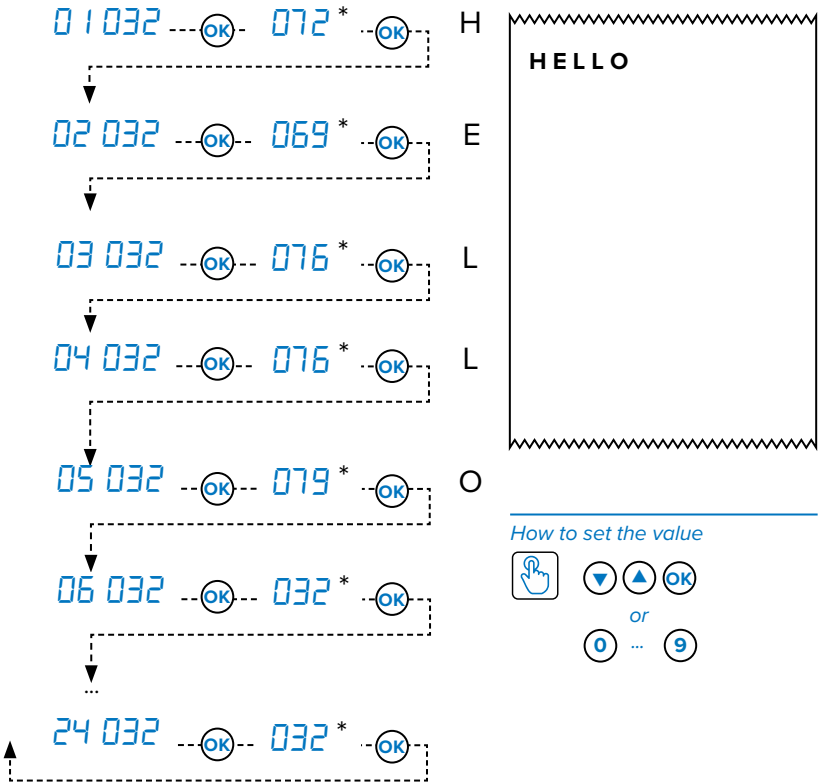 01 032 OK 072 * OK H
02 032 OK 069 * OK E
03 032 OK 076 * OK L
04 032 OK 076 * OK L
05 032 OK 079 * OK O
06 032 OK 032 * OK
...
24 032 OK 032 * OK
HELLO
How to set the value
OK
or
0 ... 9